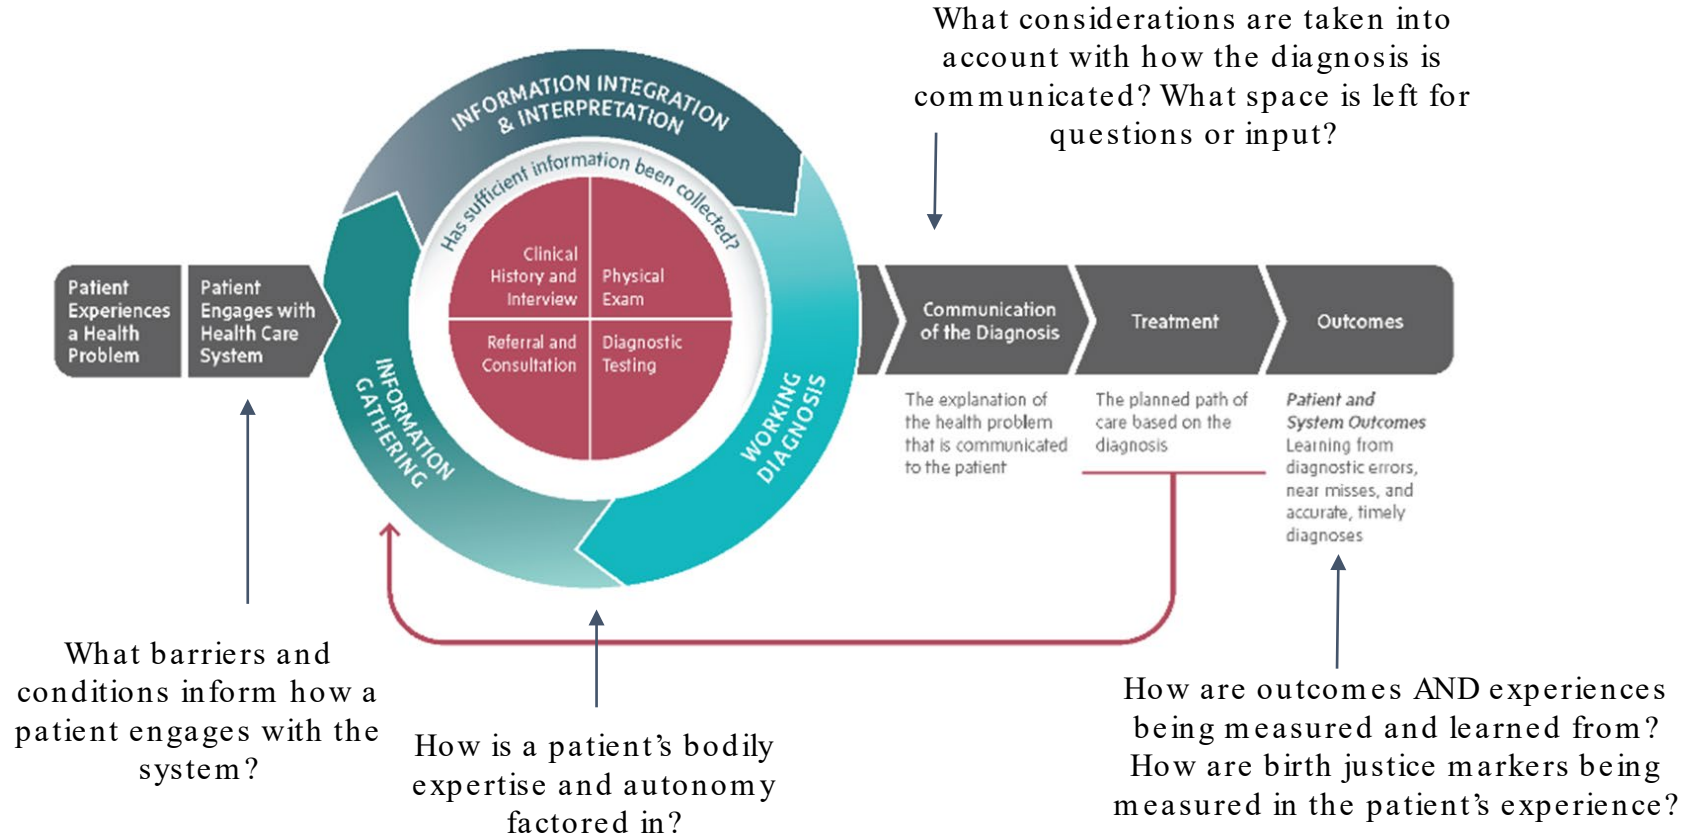 What considerations are taken into
account with how the diagnosis is
communicated? What space is left for
questions or input?
INFORMATION INTEGRATION
& INTERPRETATION
Has sufficient information been collected?
Clinical
History and
Interview
Physical
Exam
Referral and
Consultation
Diagnostic
Testing
INFORMATION
GATHERING
WORKING
DIAGNOSIS
Patient
Experiences
a Health
Problem
Patient
Engages with
Health Care
System
Communication
of the Diagnosis
Treatment
Outcomes
The explanation of
the health problem
that is communicated
to the patient
The planned path of
care based on the
diagnosis
Patient and
System Outcomes
Learning from
diagnostic errors,
near misses, and
accurate, timely
diagnoses
What barriers and
conditions inform how a
patient engages with the
system?
How is a patient’s bodily
expertise and autonomy
factored in?
How are outcomes AND experiences
being measured and learned from?
How are birth justice markers being
measured in the patient’s experience?